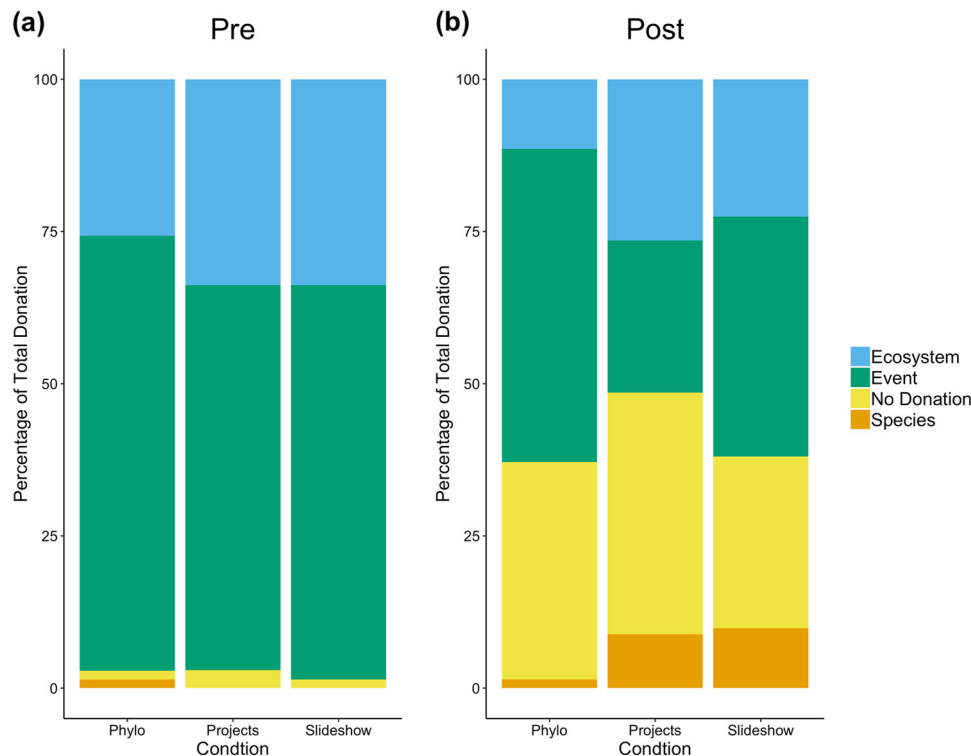 (a)
Pre
Percentage of Total Donation
100
75
50
25
0
Phylo
Projects
Slideshow
Condtion
(b)
Post
Percentage of Total Donation
100
75
50
25
0
Phylo
Projects
Slideshow
Condtion
Ecosystem
Event
No Donation
Species